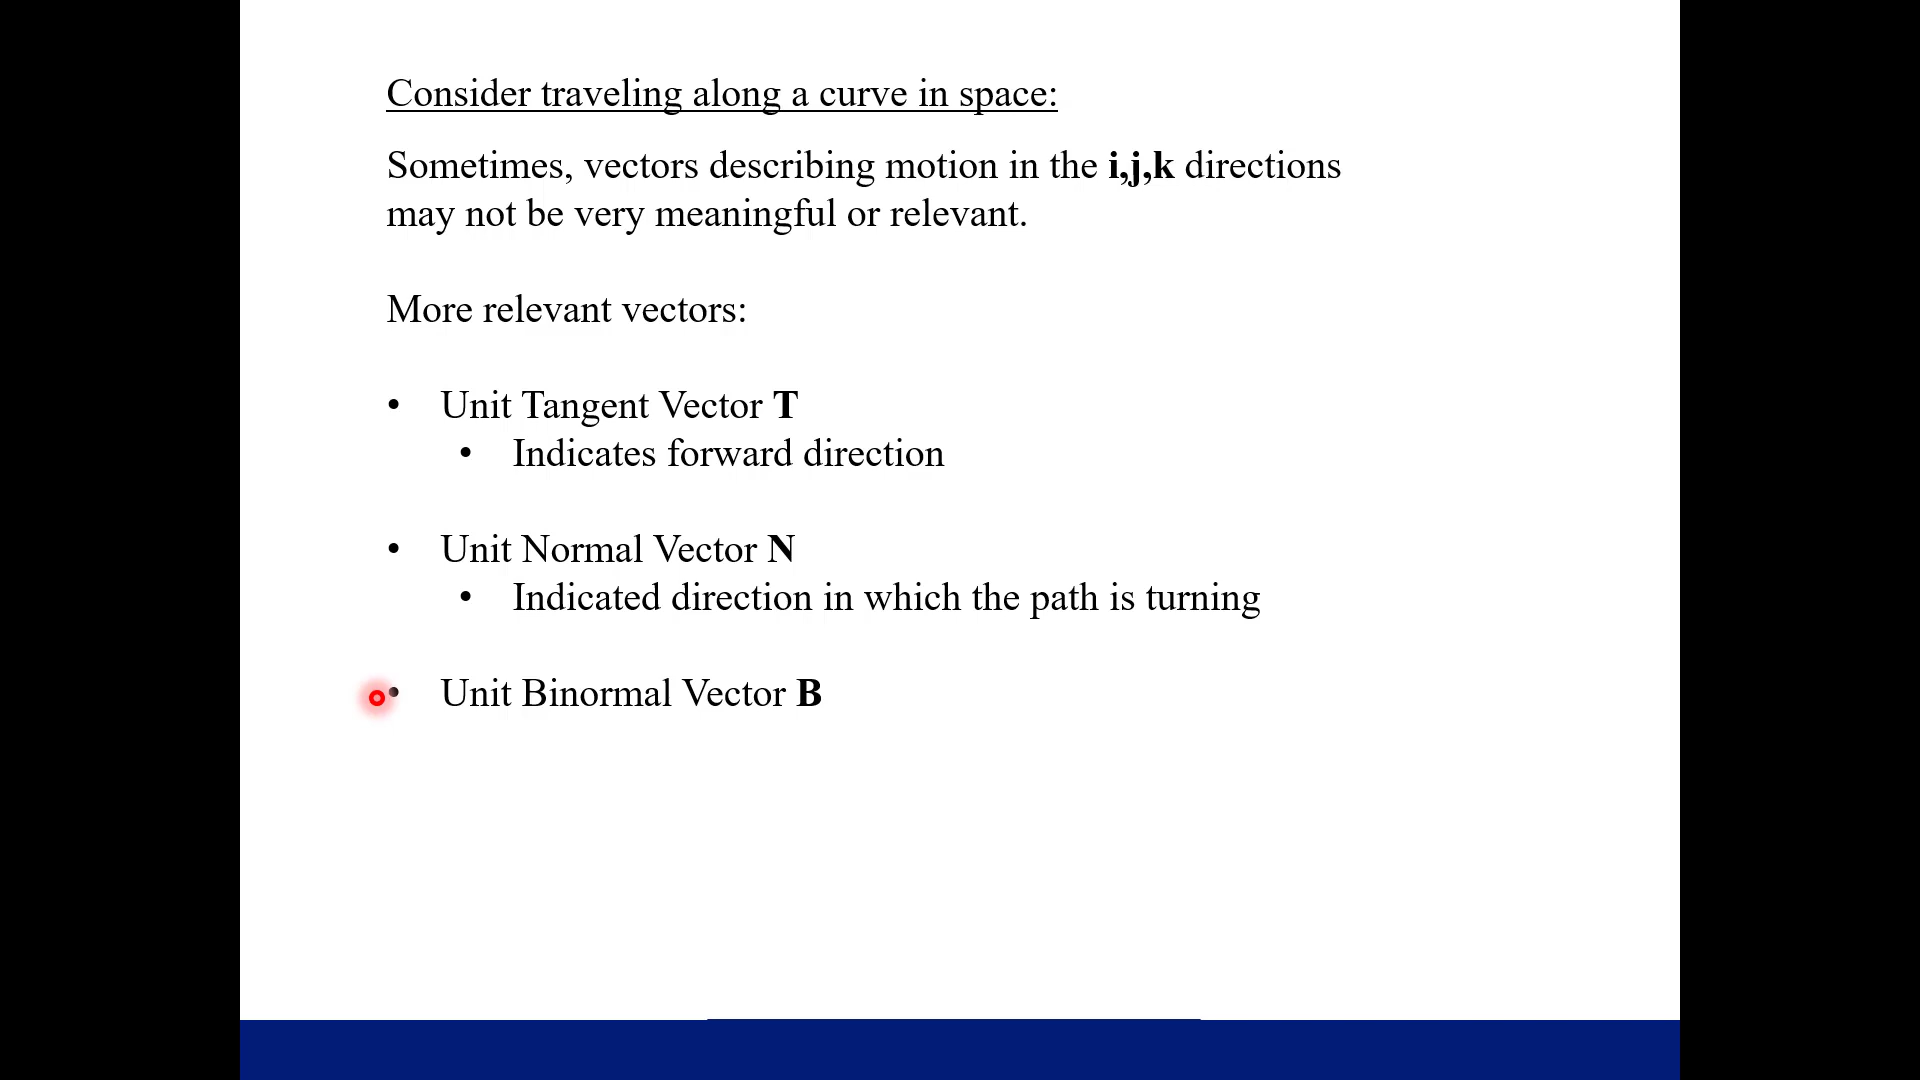 Consider traveling along a curve in space:
Sometimes, vectors describing motion in the i,j,k directions
may not be very meaningful or relevant.
More relevant vectors:
• Unit Tangent Vector T
• Indicates forward direction
• Unit Normal Vector N
• Indicated direction in which the path is turning
• Unit Binormal Vector B